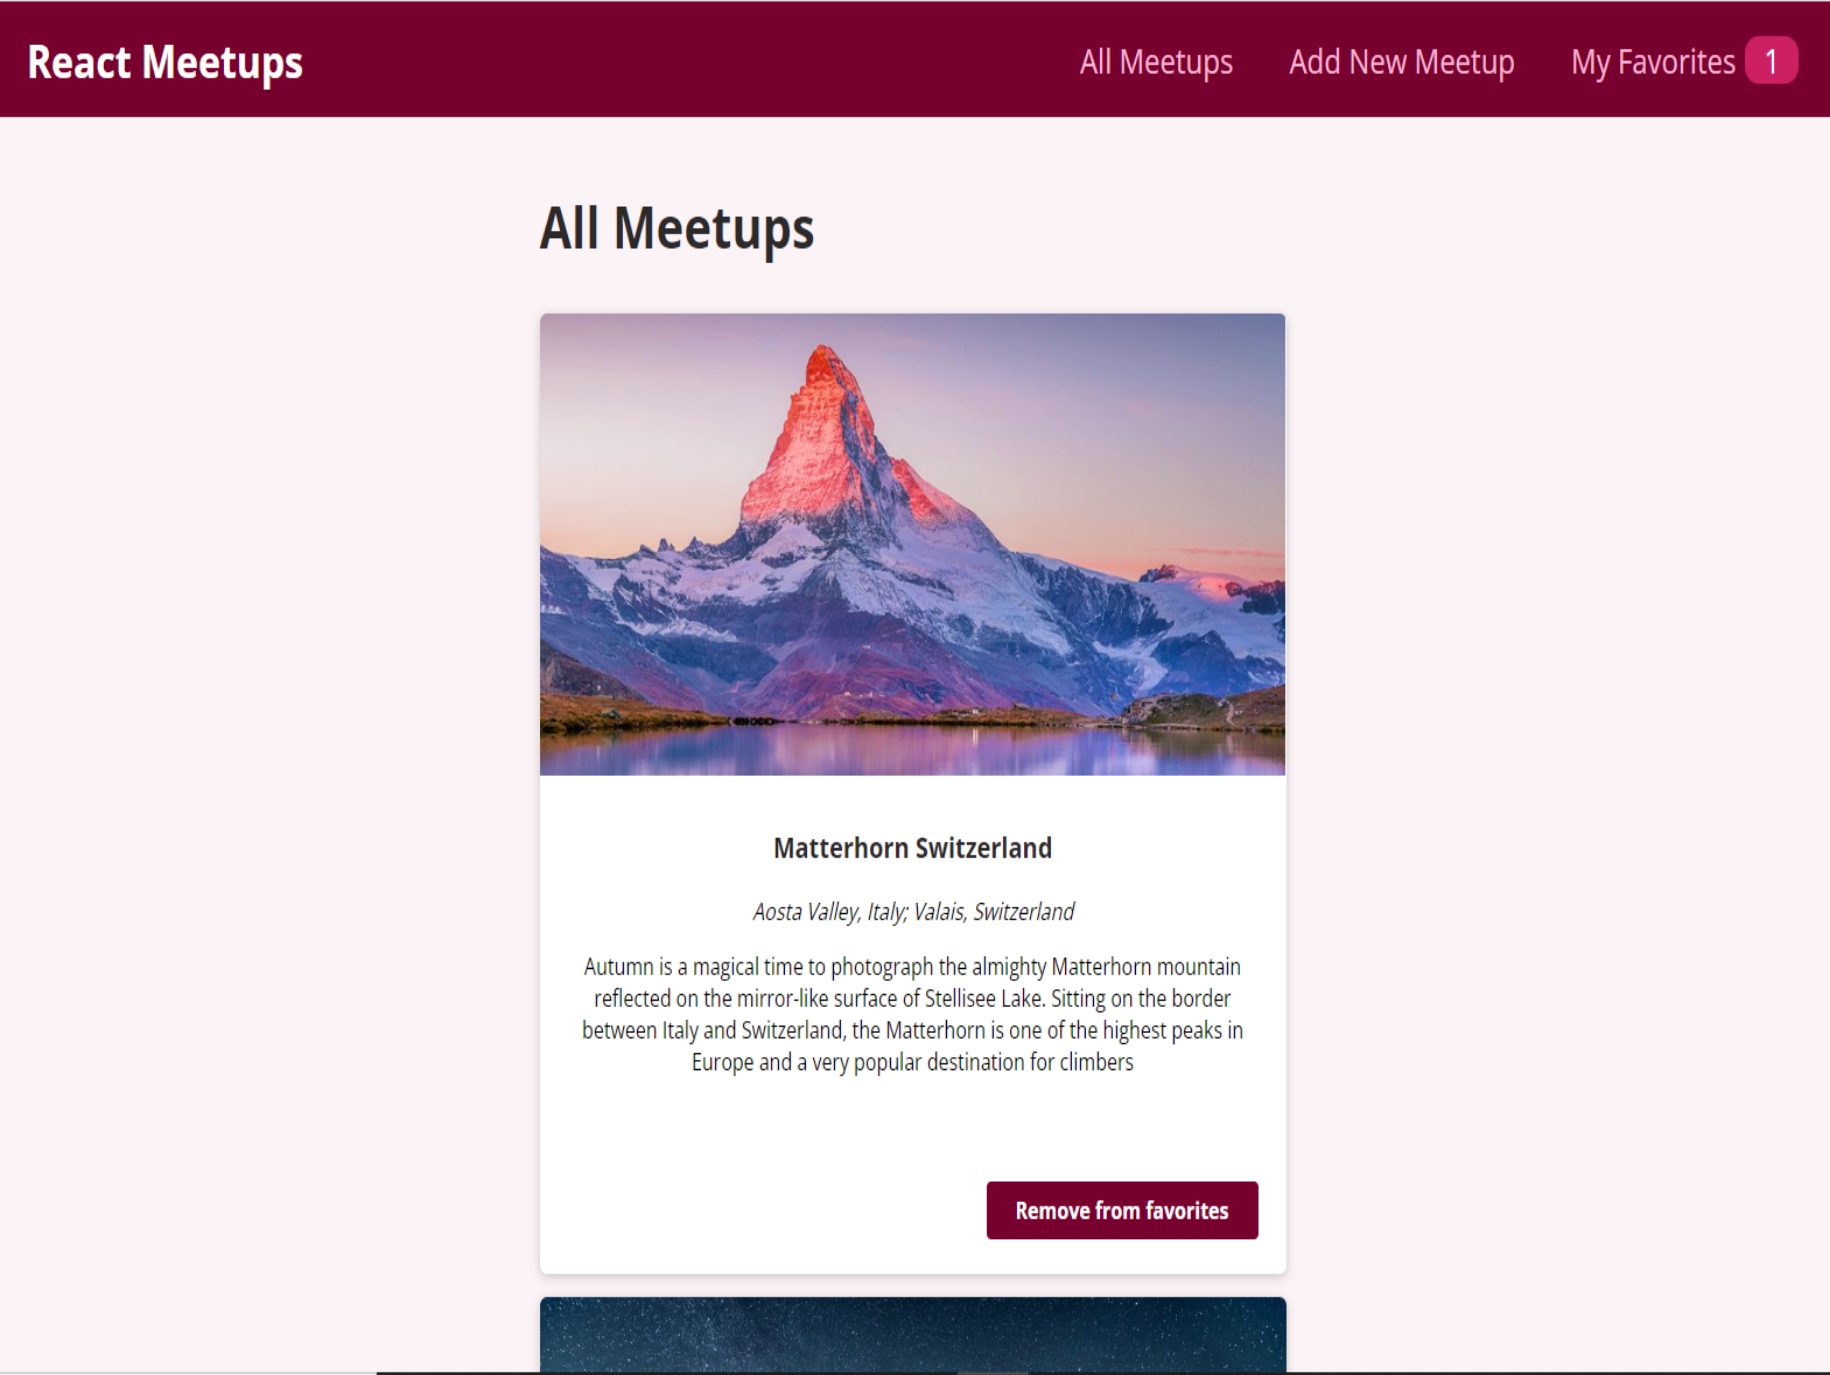 React Meetups
All Meetups
Add New Meetup
My Favorites 1
All Meetups
Matterhorn Switzerland
Aosta Valley, Italy; Valais, Switzerland
Autumn is a magical time to photograph the almighty Matterhorn mountain
reflected on the mirror-like surface of Stellisee Lake. Sitting on the border
between Italy and Switzerland, the Matterhorn is one of the highest peaks in
Europe and a very popular destination for climbers
Remove from favorites